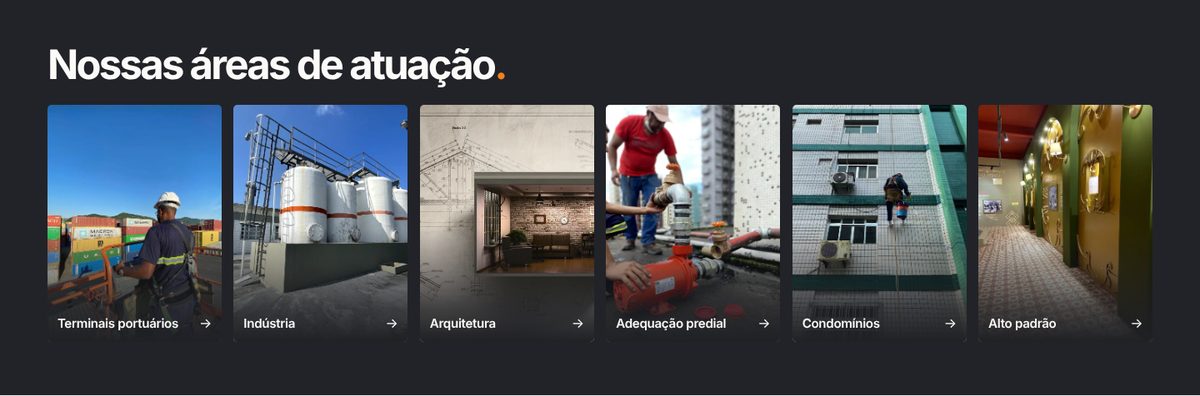 Nossas áreas de atuação.
Terminais portuários →
Indústria →
Arquitetura →
Adequação predial →
Condomínios →
Alto padrão →